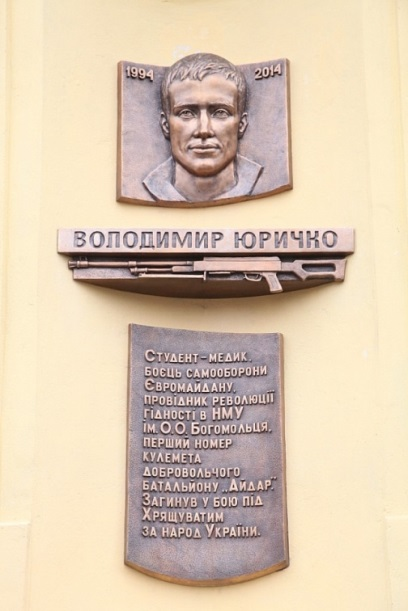 1994 2014
ВОЛОДИМИР ЮРИЧКО
Студент-медик,
боєць самооборони
Євромайдану,
провідник революції
гідності в НМУ
ім. О.О. Богомольця,
перший номер
кулемета
добровольчого
батальйону „Айдар."
Загинув у бою під
Хрящуватим
за народ України.